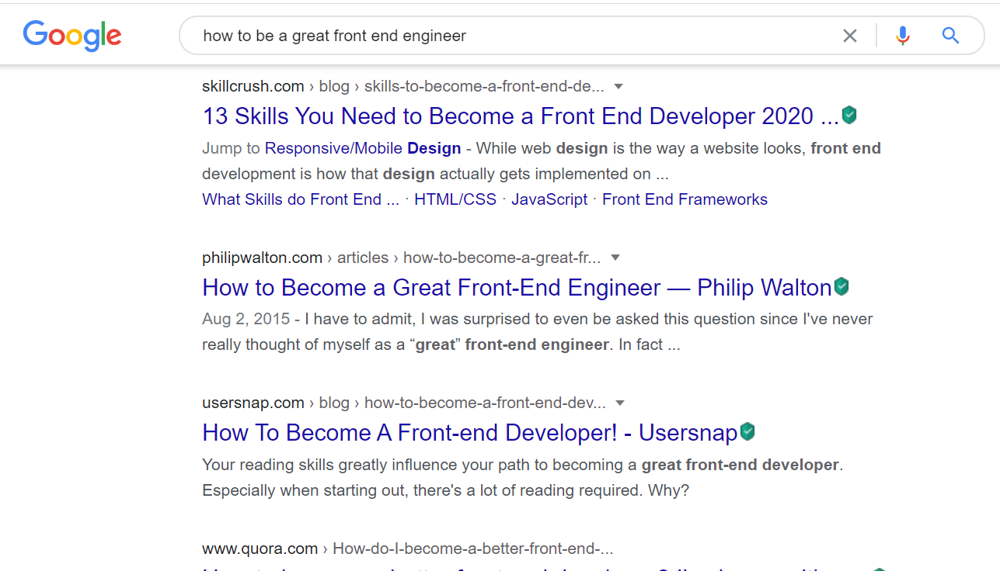 Google
how to be a great front end engineer
skillcrush.com › blog › skills-to-become-a-front-end-de...
13 Skills You Need to Become a Front End Developer 2020 ...
Jump to Responsive/Mobile Design - While web design is the way a website looks, front end
development is how that design actually gets implemented on ...
What Skills do Front End ... · HTML/CSS · JavaScript · Front End Frameworks
philipwalton.com › articles › how-to-become-a-great-fr...
How to Become a Great Front-End Engineer — Philip Walton
Aug 2, 2015 - I have to admit, I was surprised to even be asked this question since I've never
really thought of myself as a “great” front-end engineer. In fact ...
usersnap.com › blog › how-to-become-a-front-end-dev...
How To Become A Front-end Developer! - Usersnap
Your reading skills greatly influence your path to becoming a great front-end developer.
Especially when starting out, there's a lot of reading required. Why?
www.quora.com › How-do-I-become-a-better-front-end-...